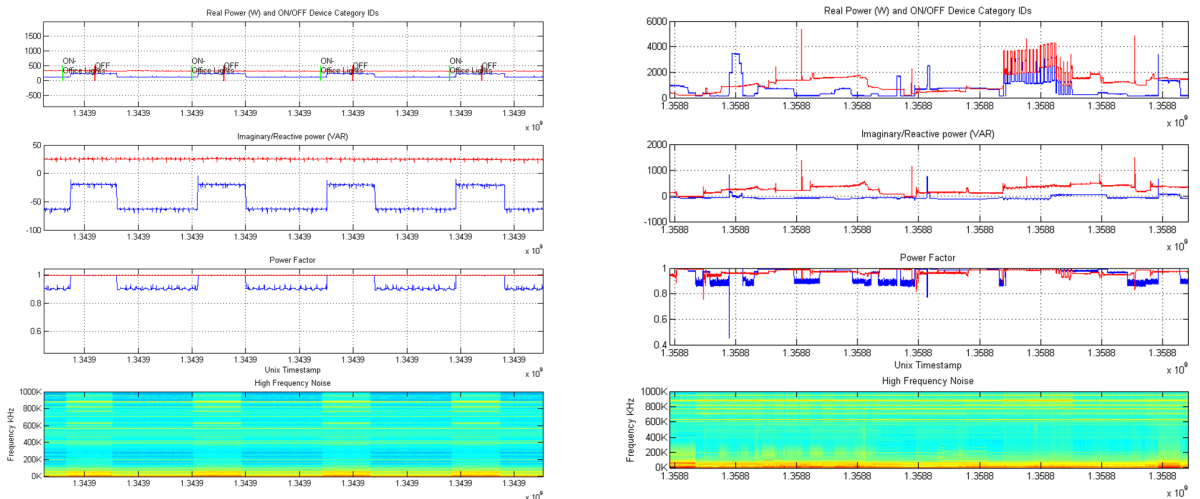 Real Power (W) and ON/OFF Device Category IDs
1500
1000
500
0
-500
ON-
Office Lights
OFF
ON-
Office Lights
OFF
ON-
Office Lights
OFF
ON-
Office Lights
OFF
1.3439 1.3439 1.3439 1.3439 1.3439 1.3439 1.3439 1.3439 1.3439
x 10^9
Imaginary/Reactive power (VAR)
50
0
-50
-100
1.3439 1.3439 1.3439 1.3439 1.3439 1.3439 1.3439 1.3439 1.3439
x 10^9
Power Factor
1
0.8
0.6
1.3439 1.3439 1.3439 1.3439 1.3439 1.3439 1.3439 1.3439 1.3439
Unix Timestamp
x 10^9
High Frequency Noise
Frequency KHz
1000K
800K
600K
400K
200K
0K
1.3439 1.3439 1.3439 1.3439 1.3439 1.3439 1.3439 1.3439 1.3439
x 10^9
Real Power (W) and ON/OFF Device Category IDs
6000
4000
2000
0
1.3588 1.3588 1.3588 1.3588 1.3588 1.3588 1.3588 1.3588 1.3588
x 10^9
Imaginary/Reactive power (VAR)
2000
1000
0
-1000
1.3588 1.3588 1.3588 1.3588 1.3588 1.3588 1.3588 1.3588 1.3588
x 10^9
Power Factor
1
0.8
0.6
0.4
1.3588 1.3588 1.3588 1.3588 1.3588 1.3588 1.3588 1.3588 1.3588
Unix Timestamp
x 10^9
High Frequency Noise
Frequency KHz
1000K
800K
600K
400K
200K
0K
1.3588 1.3588 1.3588 1.3588 1.3588 1.3588 1.3588 1.3588 1.3588
x 10^9